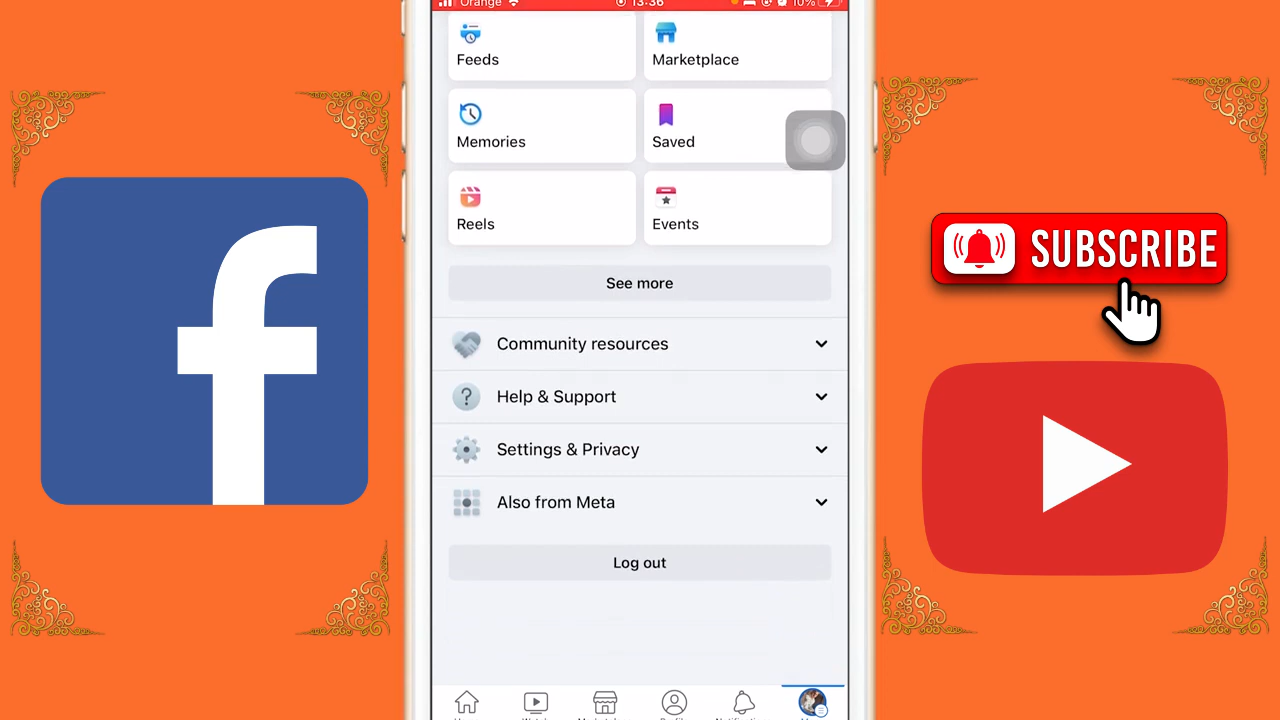 Orange 13:36 10%
Feeds
Marketplace
Memories
Saved
Reels
Events
See more
Community resources
Help & Support
Settings & Privacy
Also from Meta
Log out
SUBSCRIBE